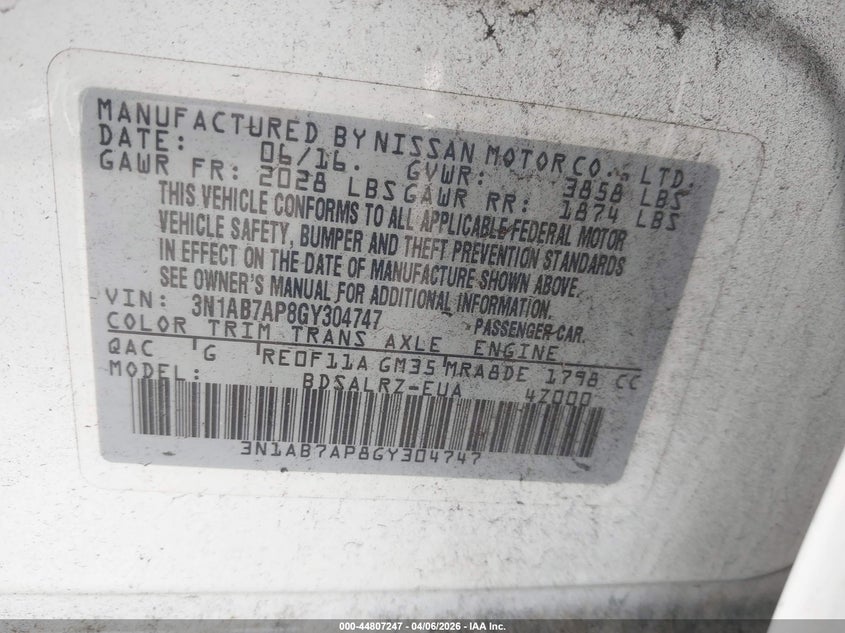 MANUFACTURED BY NISSAN MOTOR CO., LTD.
DATE: 06/16. GVWR: 3858 LBS
GAWR FR: 2028 LBS GAWR RR: 1874 LBS
THIS VEHICLE CONFORMS TO ALL APPLICABLE FEDERAL MOTOR
VEHICLE SAFETY, BUMPER AND THEFT PREVENTION STANDARDS
IN EFFECT ON THE DATE OF MANUFACTURE SHOWN ABOVE.
SEE OWNER'S MANUAL FOR ADDITIONAL INFORMATION.
VIN: 3N1AB7AP8GY304747 PASSENGER CAR.
COLOR TRIM TRANS AXLE ENGINE
QAC G RE0F11A GM35 MRA8DE 1798 CC
MODEL: BDSALRZ-EUA 4Z000
3N1AB7AP8GY304747
000-44807247 - 04/06/2026 - IAA Inc.